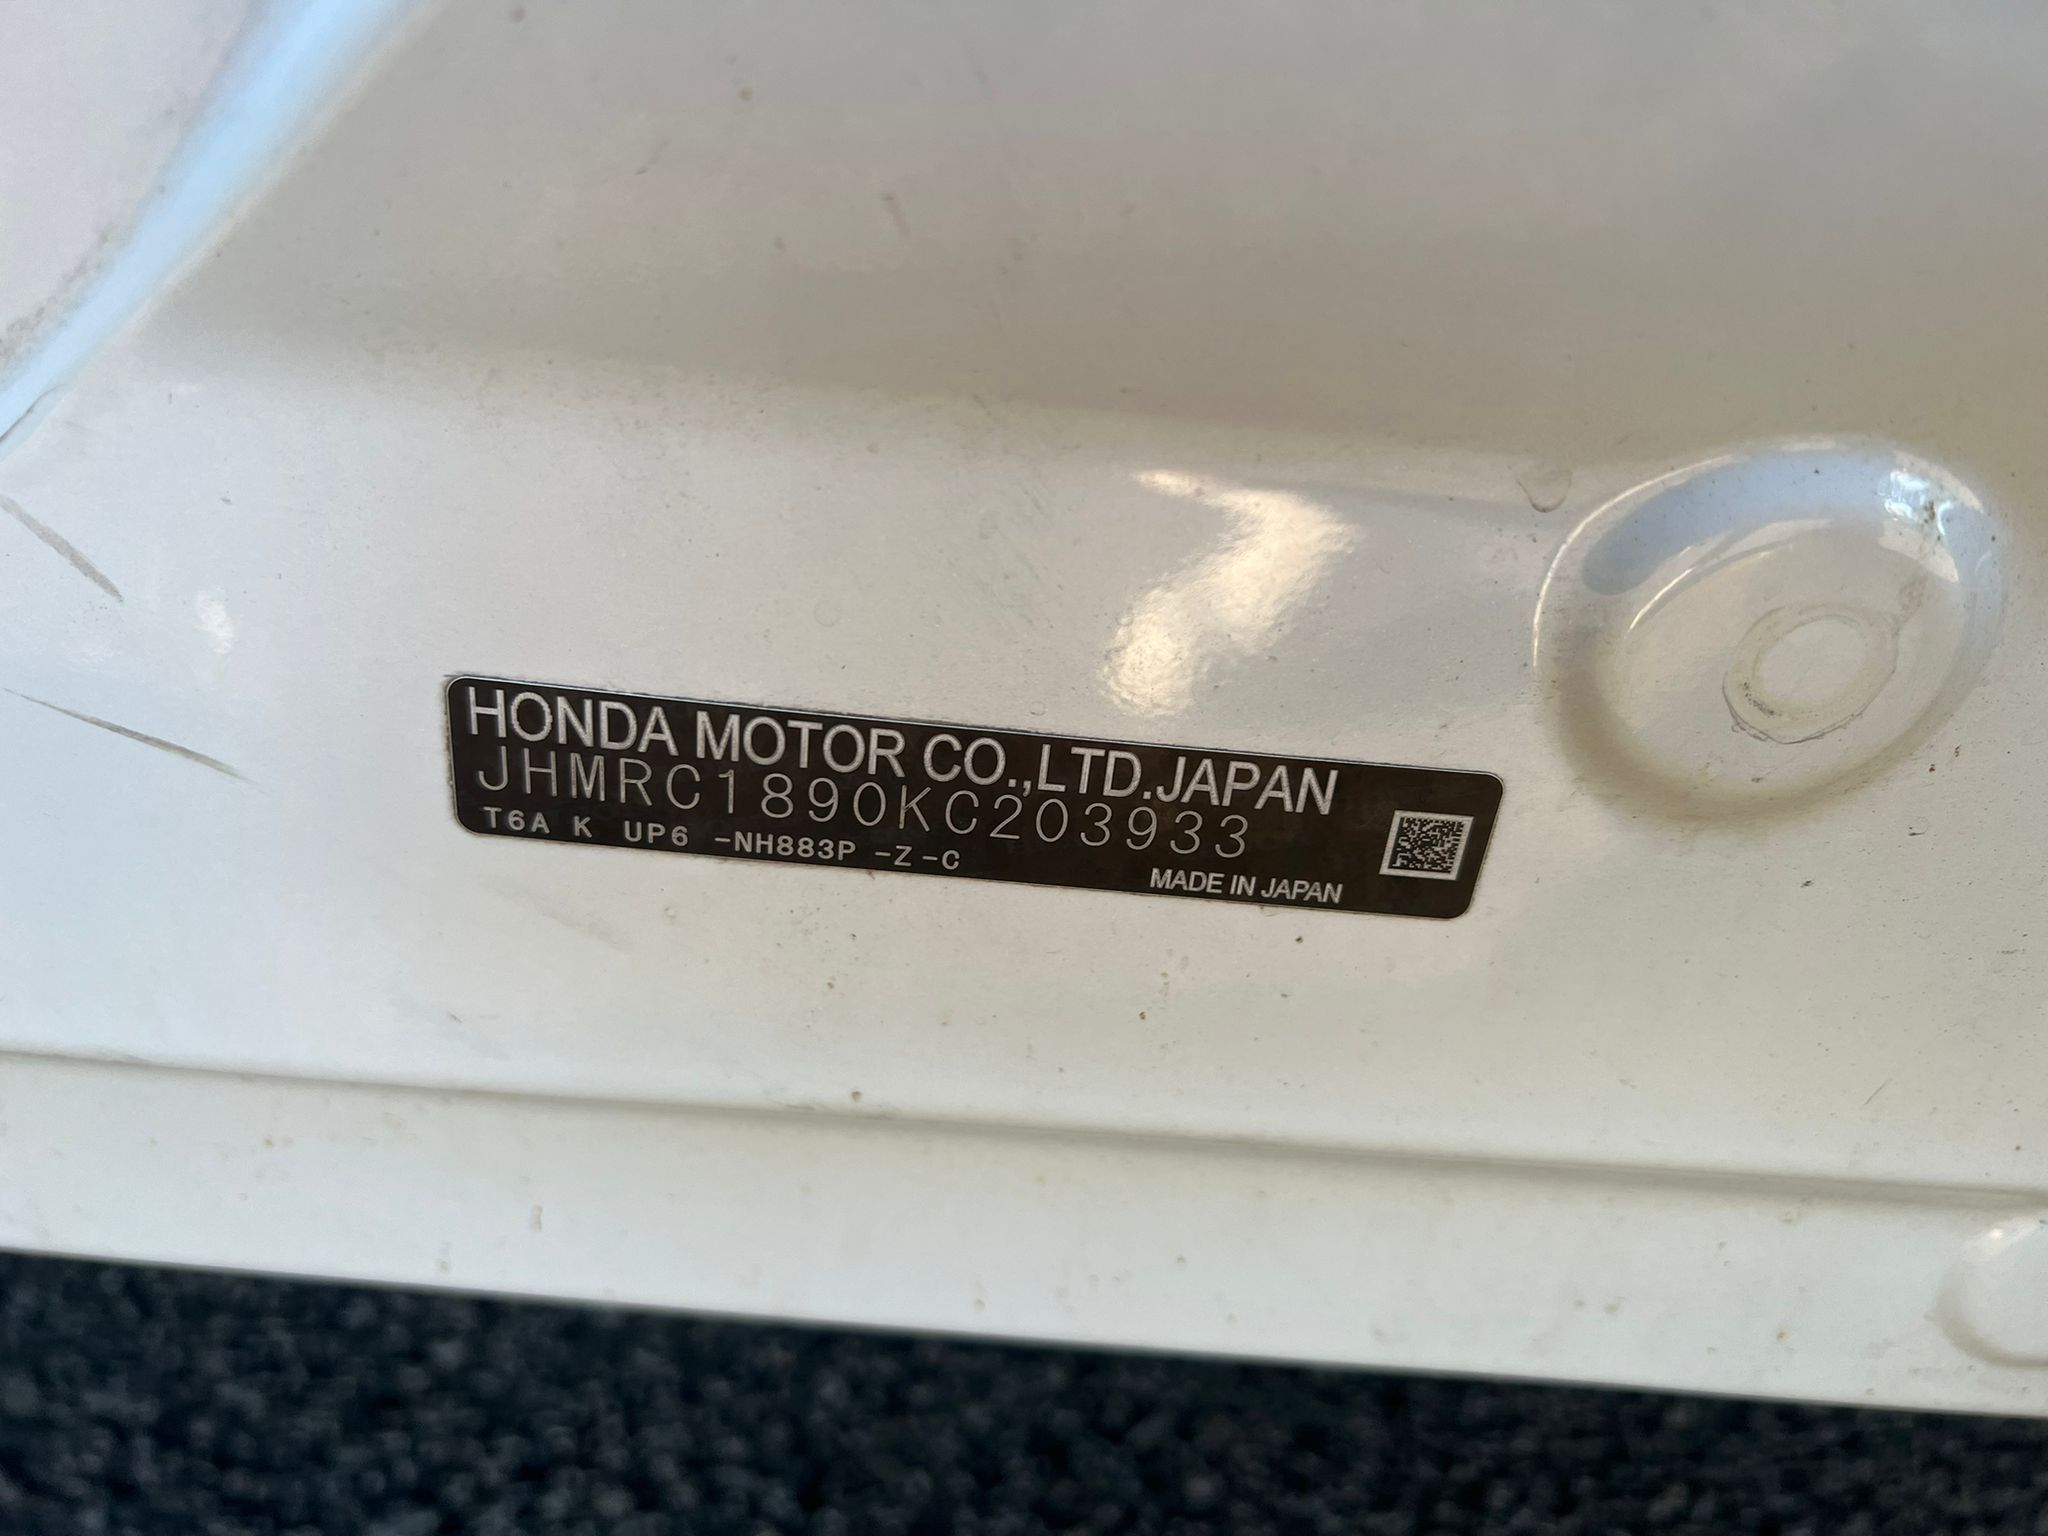 HONDA MOTOR CO.,LTD.JAPAN
JHMRC1890KC203933
T6A K UP6 -NH883P -Z-C
MADE IN JAPAN